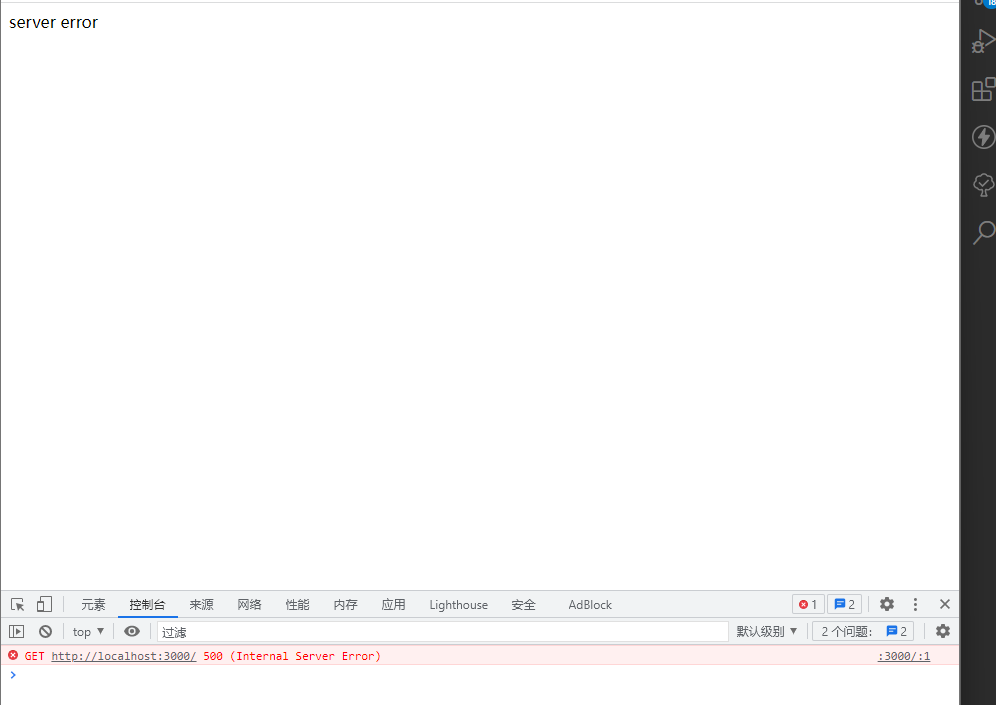 server error
元素 控制台 来源 网络 性能 内存 应用 Lighthouse 安全 AdBlock 1 2
top 过滤 默认级别 2 个问题: 2
GET http://localhost:3000/ 500 (Internal Server Error) :3000/:1